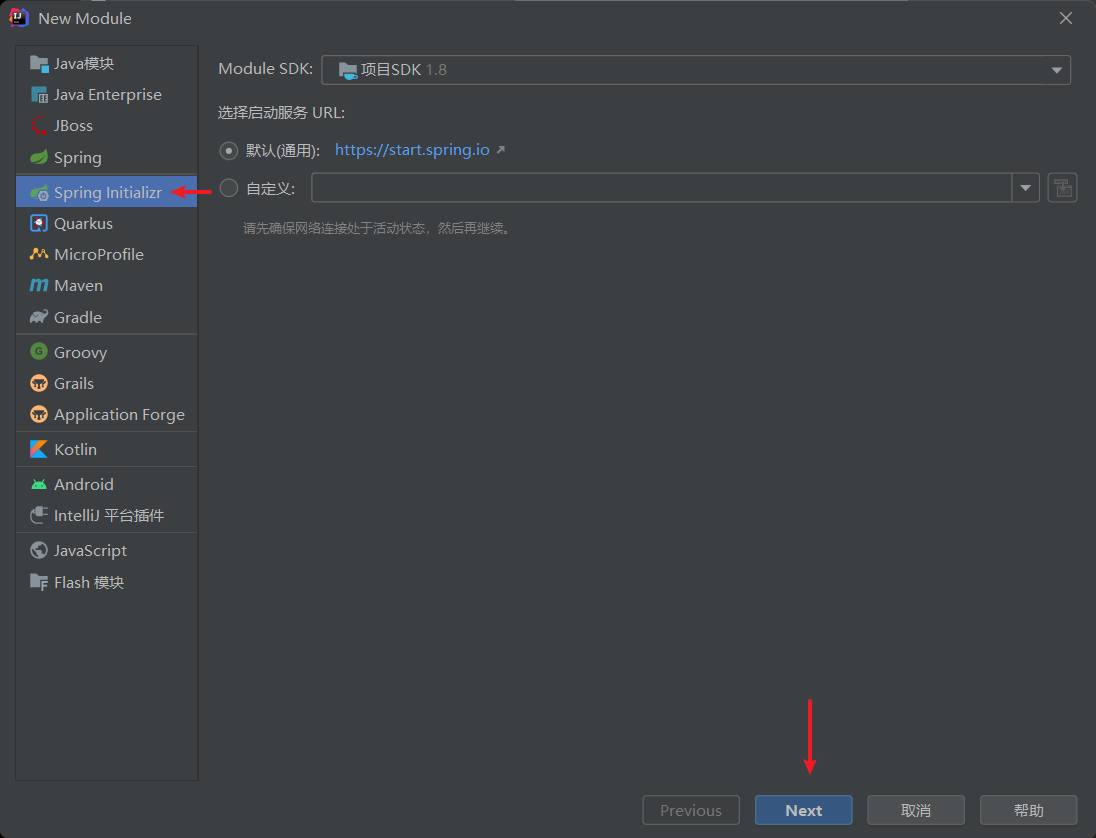 New Module
Java模块
Java Enterprise
JBoss
Spring
Spring Initializr
Quarkus
MicroProfile
Maven
Gradle
Groovy
Grails
Application Forge
Kotlin
Android
IntelliJ 平台插件
JavaScript
Flash 模块
Module SDK: 项目SDK 1.8
选择启动服务 URL:
默认(通用): https://start.spring.io
自定义:
请先确保网络连接处于活动状态，然后再继续。
Previous Next 取消 帮助